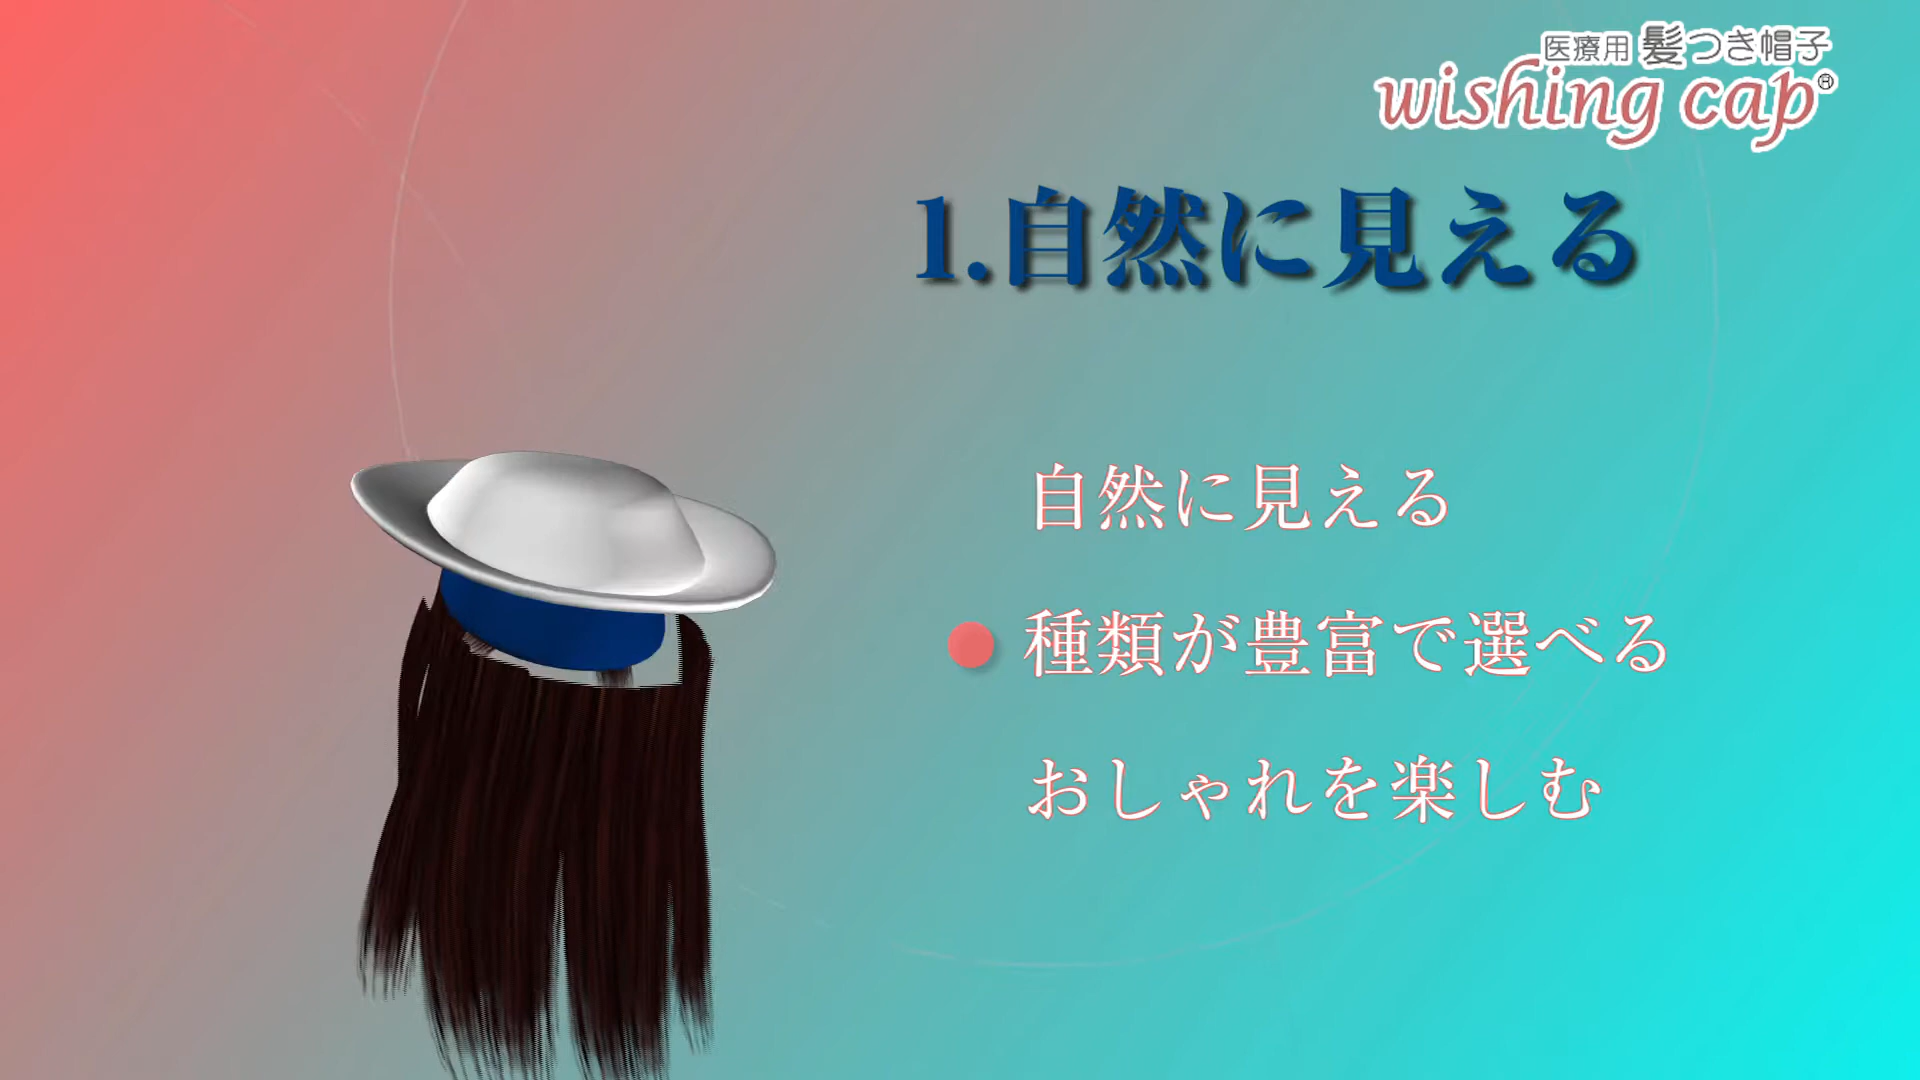 医療用 髪つき帽子
wishing cap®
1.自然に見える
自然に見える
種類が豊富で選べる
おしゃれを楽しむ